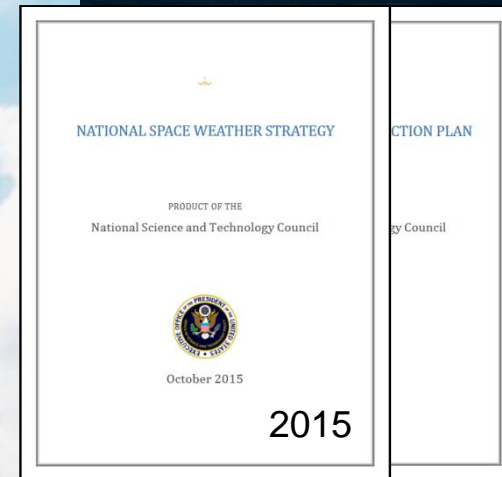 NATIONAL SPACE WEATHER STRATEGY
PRODUCT OF THE
National Science and Technology Council
October 2015
2015
CTION PLAN
gy Council